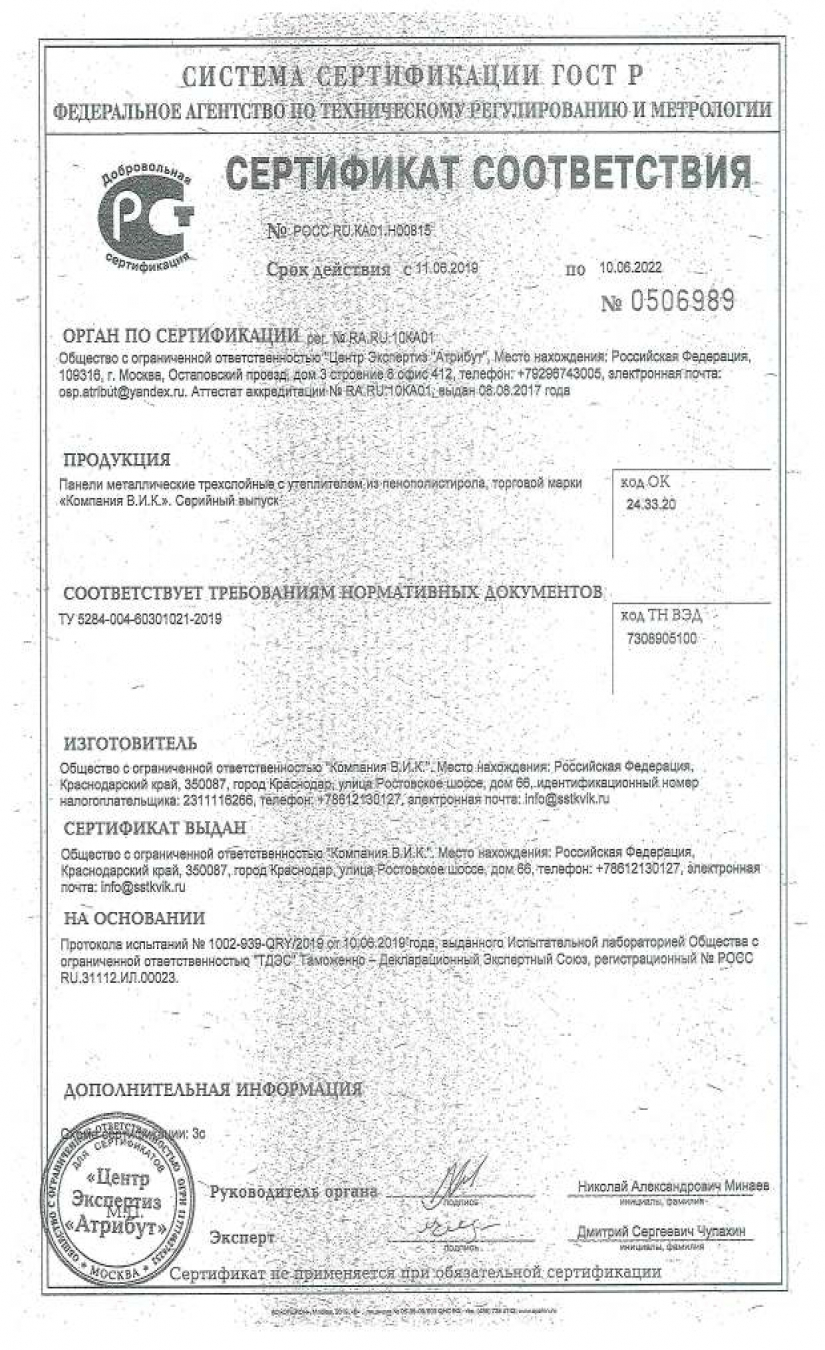 СИСТЕМА СЕРТИФИКАЦИИ ГОСТ Р
ФЕДЕРАЛЬНОЕ АГЕНТСТВО ПО ТЕХНИЧЕСКОМУ РЕГУЛИРОВАНИЮ И МЕТРОЛОГИИ
Добровольная
РСТ
сертификация
СЕРТИФИКАТ СООТВЕТСТВИЯ
№ РОСС RU.КА01.Н00815
Срок действия с 11.06.2019 по 10.06.2022
№ 0506989
ОРГАН ПО СЕРТИФИКАЦИИ рег. № RA.RU.10КА01
Общество с ограниченной ответственностью "Центр Экспертиз "Атрибут", Место нахождения: Российская Федерация,
109316, г. Москва, Остаповский проезд, дом 3 строение 6 офис 412, телефон: +79296743005, электронная почта:
osp.atribut@yandex.ru. Аттестат аккредитации № RA.RU.10КА01, выдан 08.08.2017 года
ПРОДУКЦИЯ
Панели металлические трехслойные с утеплителем из пенополистирола, торговой марки
«Компания В.И.К.». Серийный выпуск
код ОК
24.33.20
СООТВЕТСТВУЕТ ТРЕБОВАНИЯМ НОРМАТИВНЫХ ДОКУМЕНТОВ
ТУ 5284-004-60301021-2019
код ТН ВЭД
7308905100
ИЗГОТОВИТЕЛЬ
Общество с ограниченной ответственностью "Компания В.И.К.". Место нахождения: Российская Федерация,
Краснодарский край, 350087, город Краснодар, улица Ростовское шоссе, дом 66, идентификационный номер
налогоплательщика: 2311116266, телефон: +78612130127, электронная почта: info@sstkvik.ru
СЕРТИФИКАТ ВЫДАН
Общество с ограниченной ответственностью "Компания В.И.К.". Место нахождения: Российская Федерация,
Краснодарский край, 350087, город Краснодар, улица Ростовское шоссе, дом 66, телефон: +78612130127, электронная
почта: info@sstkvik.ru
НА ОСНОВАНИИ
Протокола испытаний № 1002-939-QRY/2019 от 10.06.2019 года, выданного Испытательной лабораторией Общества с
ограниченной ответственностью "ТДЭС" Таможенно – Декларационный Экспертный Союз, регистрационный № РОСС
RU.31112.ИЛ.00023.
ДОПОЛНИТЕЛЬНАЯ ИНФОРМАЦИЯ
Схема сертификации: 3с
ДЛЯ СЕРТИФИКАТОВ
«Центр
Экспертиз
М.П.
«Атрибут»
* МОСКВА *
Руководитель органа
подпись
Николай Александрович Минаев
инициалы, фамилия
Эксперт
подпись
Дмитрий Сергеевич Чупахин
инициалы, фамилия
Сертификат не применяется при обязательной сертификации